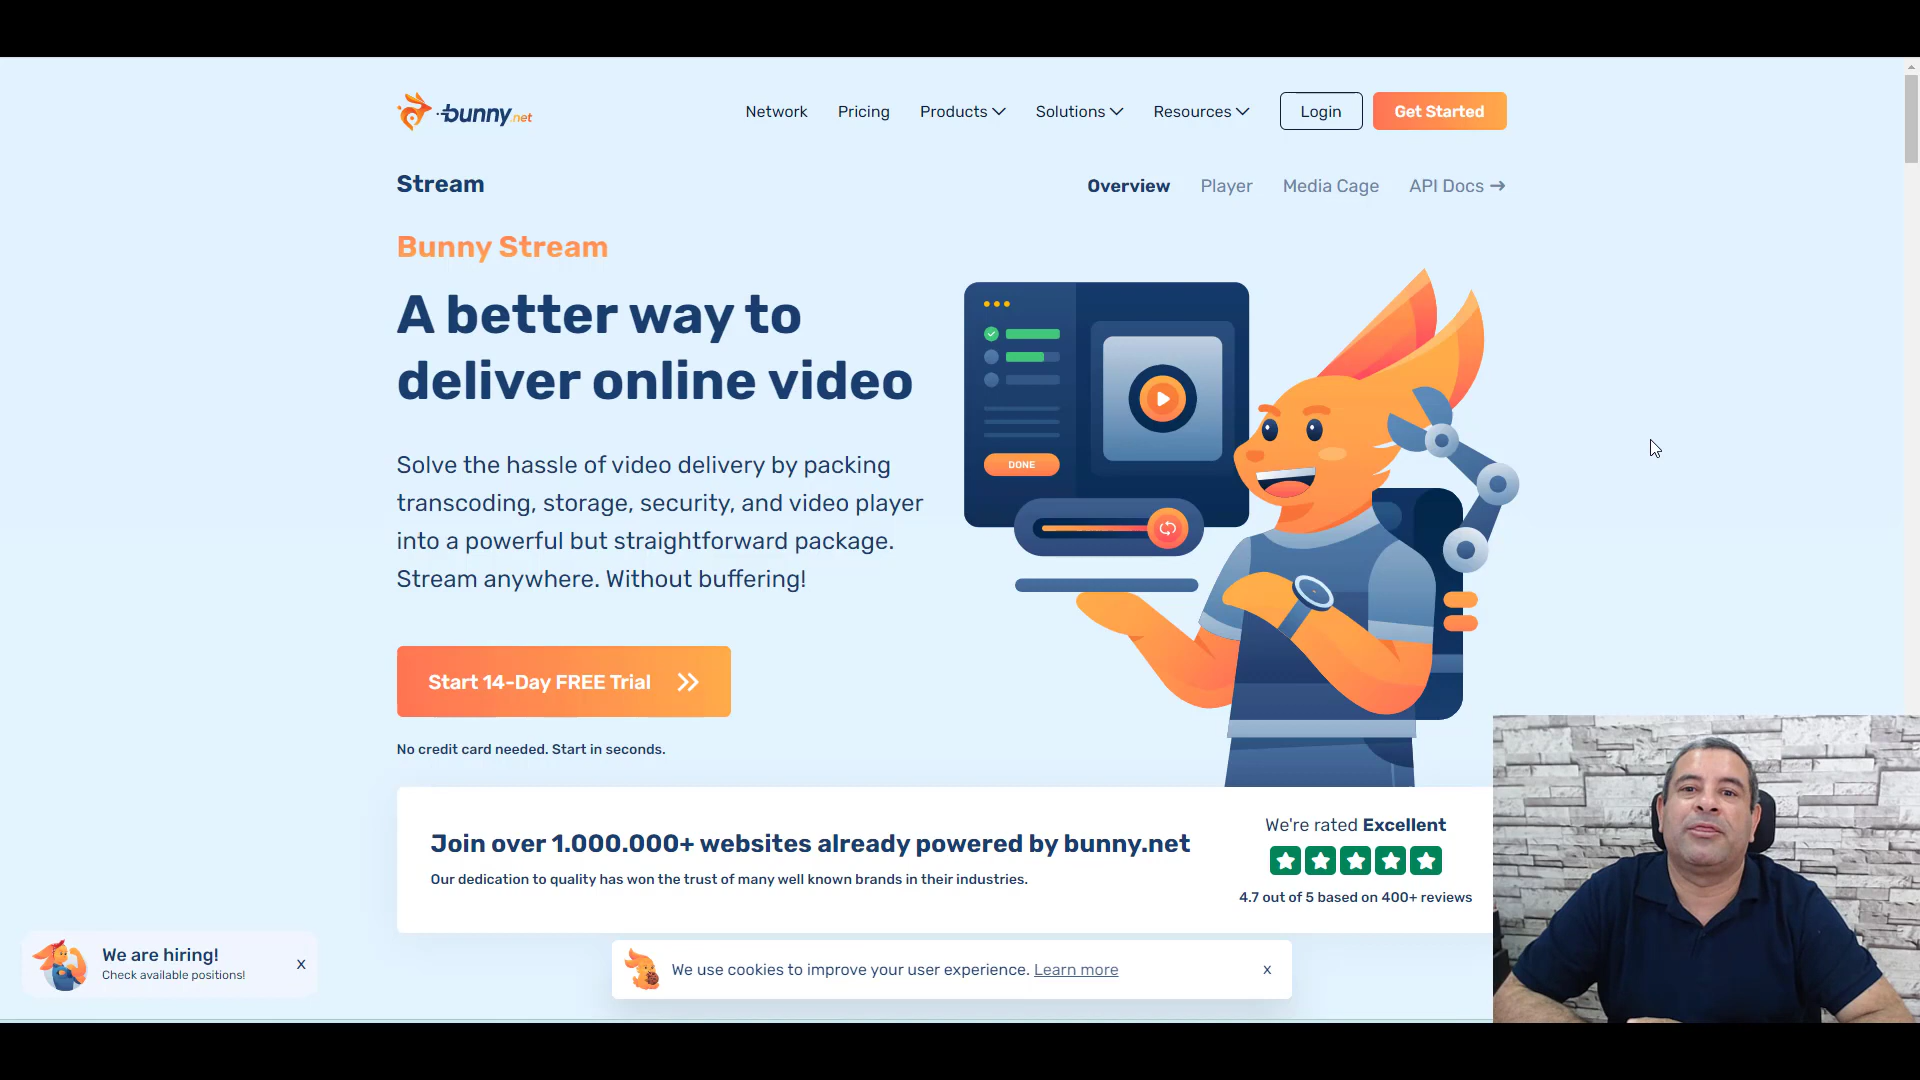 bunny.net
Network
Pricing
Products
Solutions
Resources
Login
Get Started
Stream
Overview
Player
Media Cage
API Docs →
Bunny Stream
A better way to
deliver online video
Solve the hassle of video delivery by packing
transcoding, storage, security, and video player
into a powerful but straightforward package.
Stream anywhere. Without buffering!
DONE
Start 14-Day FREE Trial
No credit card needed. Start in seconds.
Join over 1.000.000+ websites already powered by bunny.net
Our dedication to quality has won the trust of many well known brands in their industries.
We're rated Excellent
4.7 out of 5 based on 400+ reviews
We are hiring!
Check available positions!
x
We use cookies to improve your user experience. Learn more
x